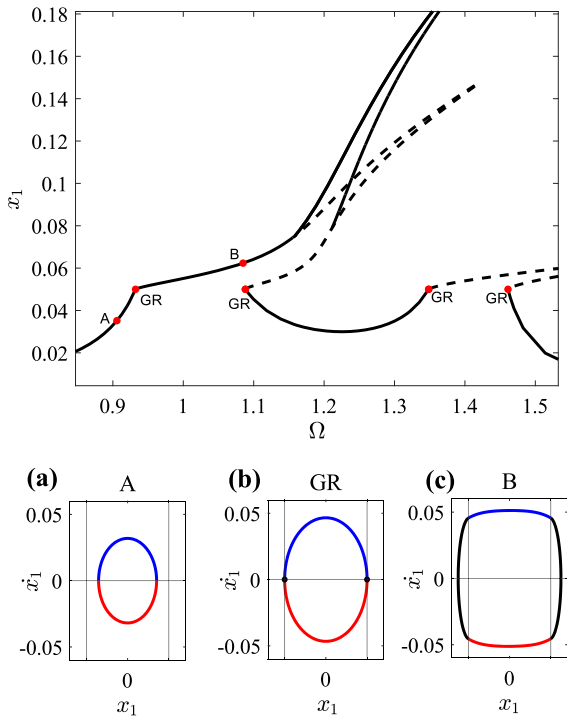 0.18
0.16
0.14
0.12
0.1
0.08
0.06
0.04
0.02
x₁
A
GR
B
GR
GR
GR
0.9 1 1.1 1.2 1.3 1.4 1.5
Ω
(a) A
(b) GR
(c) B
0.05 0.05 0.05
ẋ₁ 0 ẋ₁ 0 ẋ₁ 0
-0.05 -0.05 -0.05
0 0 0
x₁ x₁ x₁